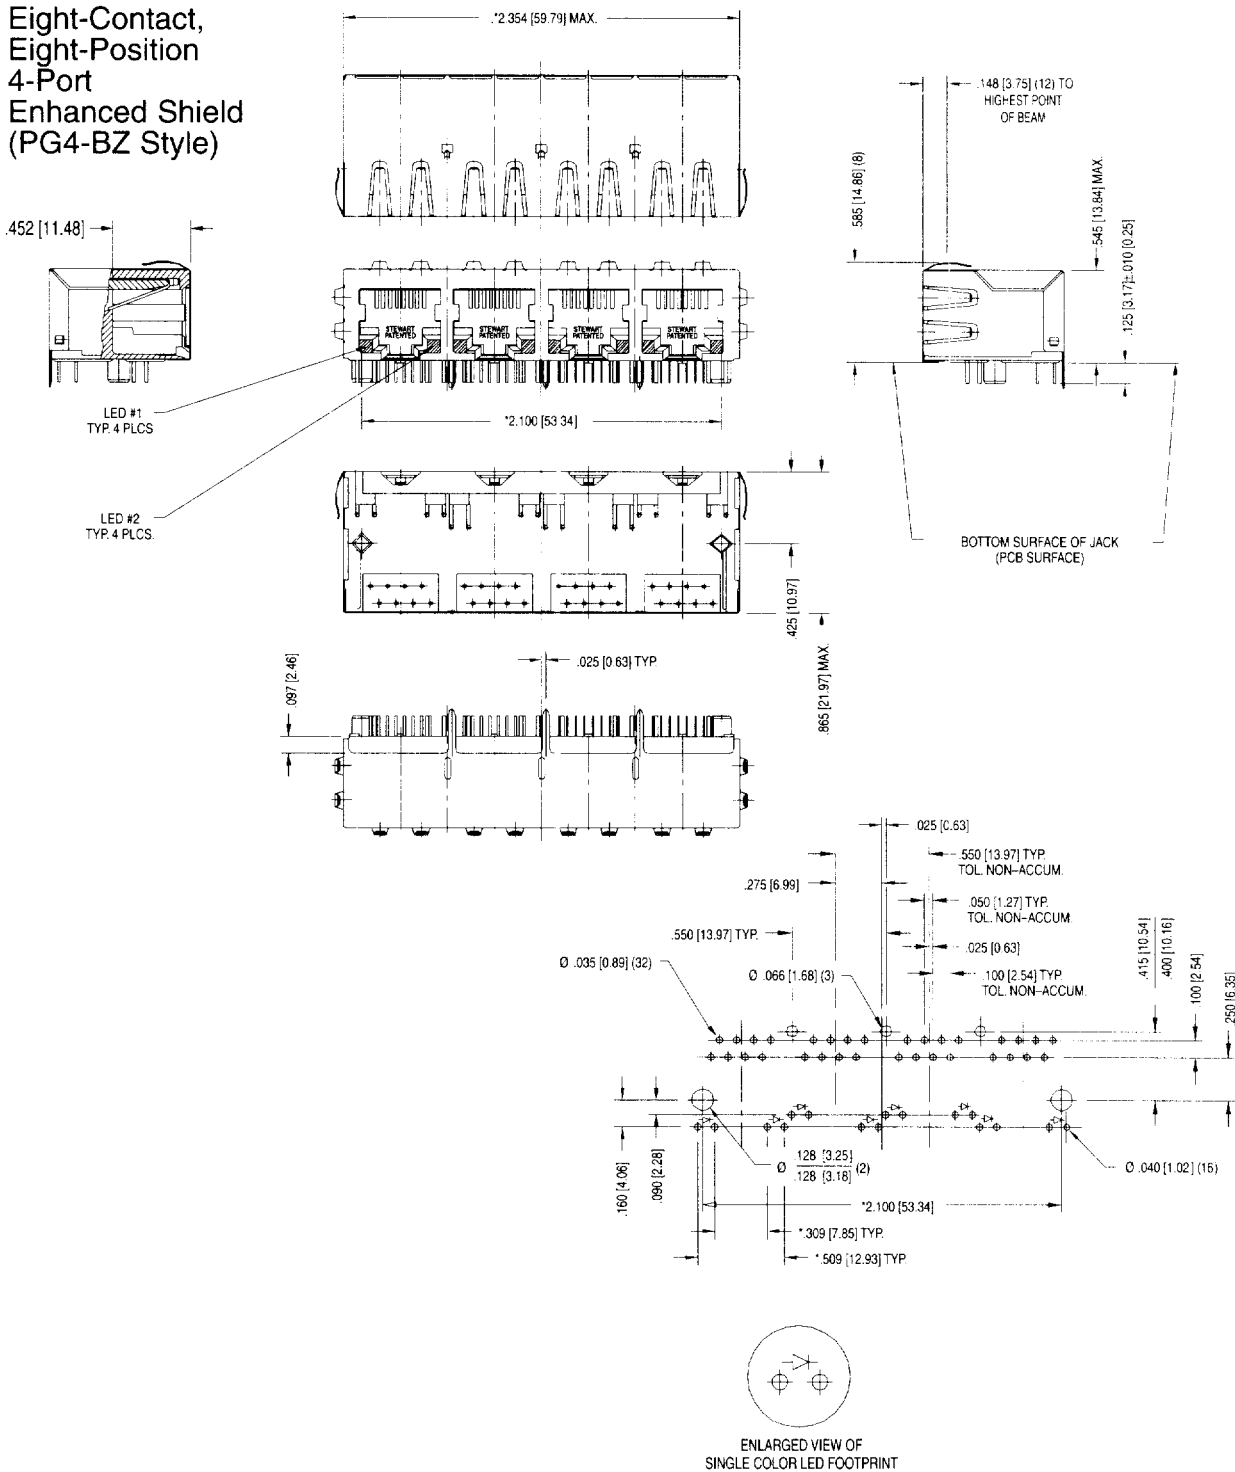 Eight-Contact,
Eight-Position
4-Port
Enhanced Shield
(PG4-BZ Style)
.*2.354 [59.79] MAX.
.148 [3.75] (12) TO
HIGHEST POINT
OF BEAM
.585 [14.86] (8)
.545 [13.84] MAX.
.125 [3.17]±.010 [0.25]
.452 [11.48]
STEWART
PATENTED
STEWART
PATENTED
STEWART
PATENTED
STEWART
PATENTED
LED #1
TYP. 4 PLCS
*2.100 [53.34]
LED #2
TYP. 4 PLCS.
BOTTOM SURFACE OF JACK
(PCB SURFACE)
.425 [10.97]
.865 [21.97] MAX.
.025 [0.63] TYP.
.097 [2.46]
.025 [0.63]
.550 [13.97] TYP.
TOL. NON-ACCUM.
.275 [6.99]
.050 [1.27] TYP.
TOL. NON-ACCUM.
.550 [13.97] TYP.
.025 [0.63]
Ø .035 [0.89] (32)
Ø .066 [1.68] (3)
.100 [2.54] TYP.
TOL. NON-ACCUM.
.415 [10.54]
.400 [10.16]
.100 [2.54]
.250 [6.35]
.160 [4.06]
.090 [2.28]
Ø .128 [3.25]
.128 [3.18] (2)
Ø .040 [1.02] (16)
*2.100 [53.34]
*.309 [7.85] TYP.
*.509 [12.93] TYP.
ENLARGED VIEW OF
SINGLE COLOR LED FOOTPRINT